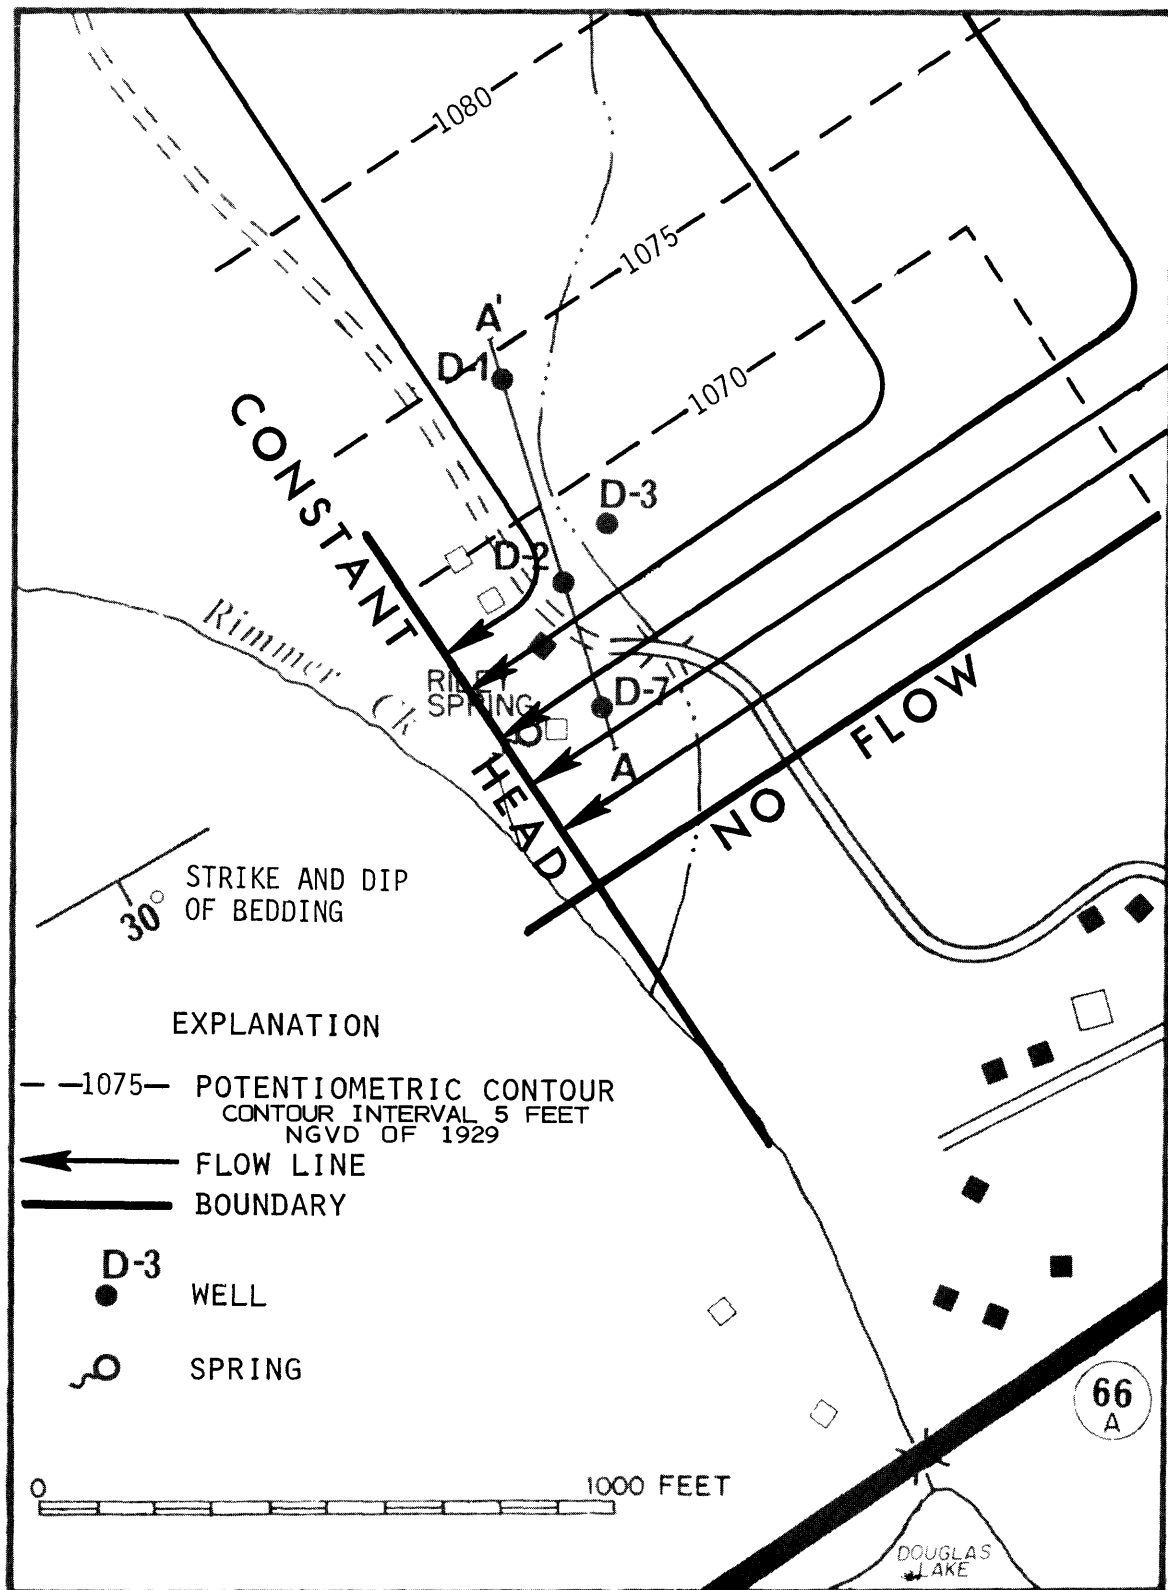 1080
1075
1070
A'
D-1
D-3
D-2
D-7
A
CONSTANT
HEAD
NO FLOW
Rimmer Ck
RILEY
SPRING
STRIKE AND DIP
OF BEDDING
30°
EXPLANATION
1075 POTENTIOMETRIC CONTOUR
CONTOUR INTERVAL 5 FEET
NGVD OF 1929
FLOW LINE
BOUNDARY
D-3
WELL
SPRING
0 1000 FEET
66
A
DOUGLAS
LAKE